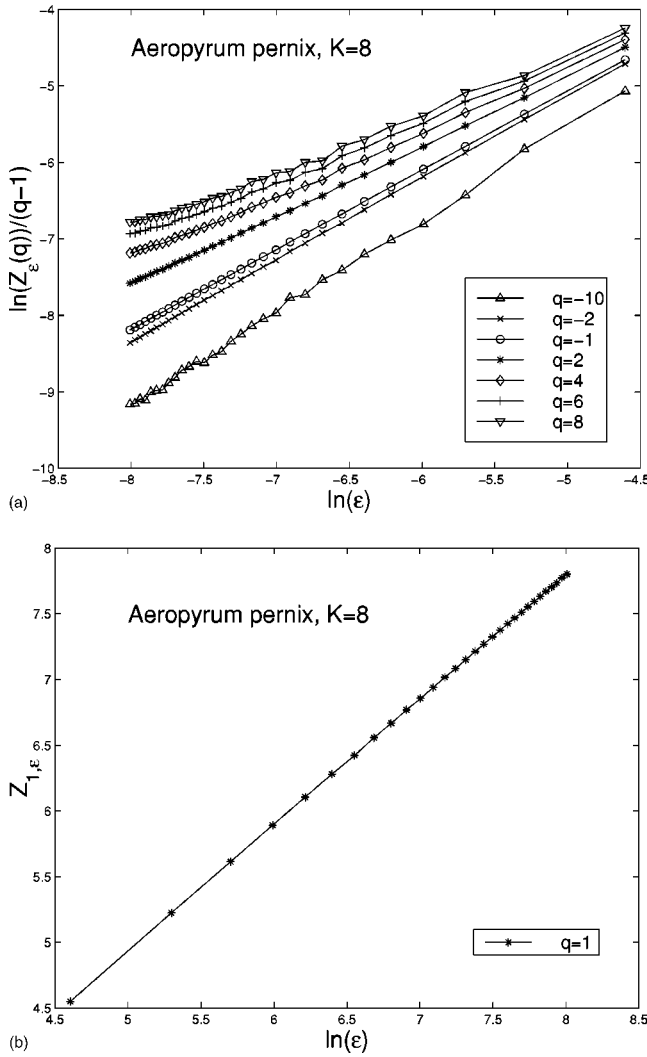 -4
Aeropyrum pernix, K=8
-5
-6
ln(Z_ε(q))/(q-1)
-7
-8
q=-10
q=-2
q=-1
q=2
q=4
q=6
q=8
-9
-10
-8.5 -8 -7.5 -7 -6.5 -6 -5.5 -5 -4.5
(a) ln(ε)
8
7.5
Aeropyrum pernix, K=8
7
6.5
Z_{1,ε}
6
5.5
5
q=1
4.5
4.5 5 5.5 6 6.5 7 7.5 8 8.5
(b) ln(ε)